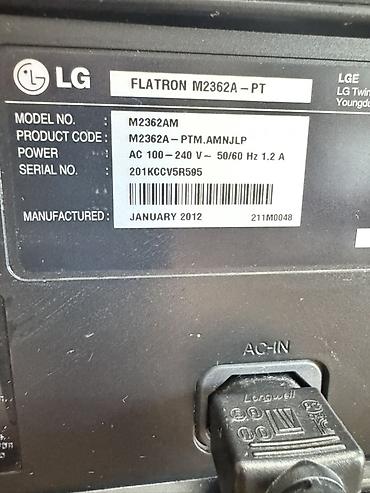 LG FLATRON M2362A-PT
LGE
LG Twin
Youngdu
MODEL NO. : M2362AM
PRODUCT CODE : M2362A-PTM.AMNJLP
POWER : AC 100-240 V~ 50/60 Hz 1.2 A
SERIAL NO. : 201KCCV5R595
MANUFACTURED : JANUARY 2012 211M0048
AC-IN
Longwell